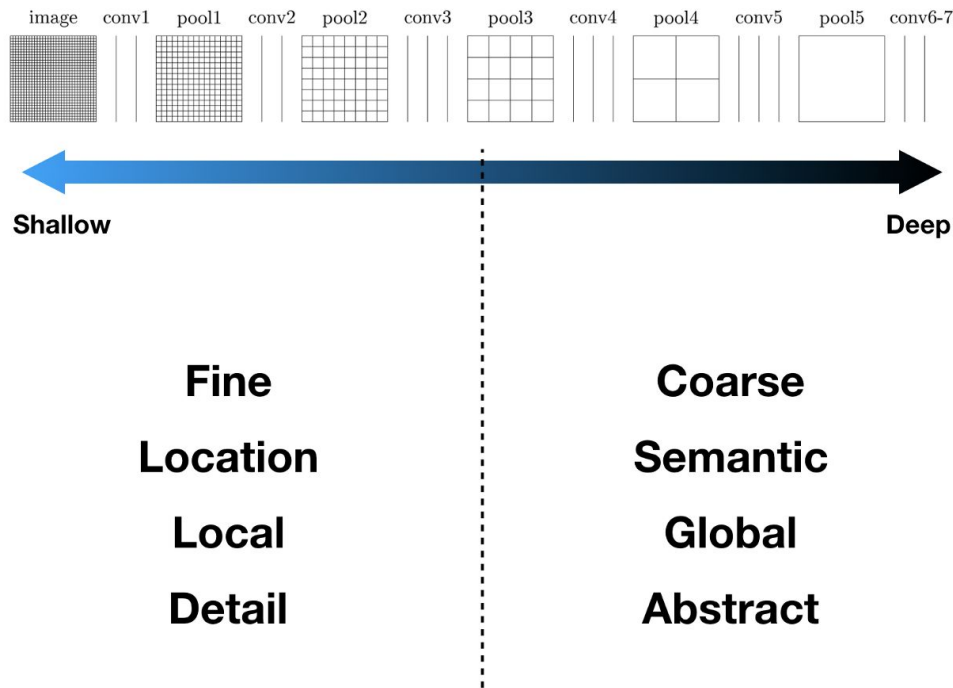 image conv1 pool1 conv2 pool2 conv3 pool3 conv4 pool4 conv5 pool5 conv6-7
Shallow Deep
Fine Coarse
Location Semantic
Local Global
Detail Abstract